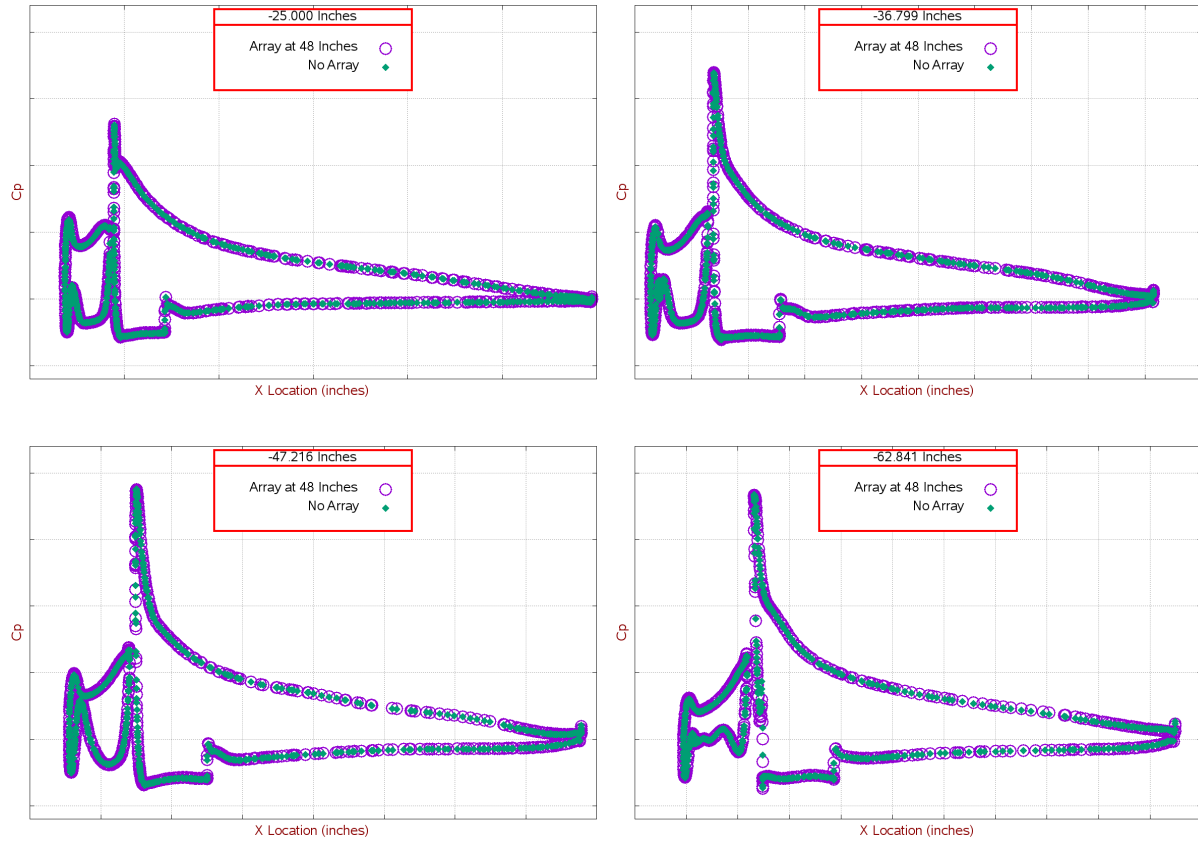 -25.000 Inches
Array at 48 Inches
No Array
Cp
X Location (inches)
-36.799 Inches
Array at 48 Inches
No Array
Cp
X Location (inches)
-47.216 Inches
Array at 48 Inches
No Array
Cp
X Location (inches)
-62.841 Inches
Array at 48 Inches
No Array
Cp
X Location (inches)